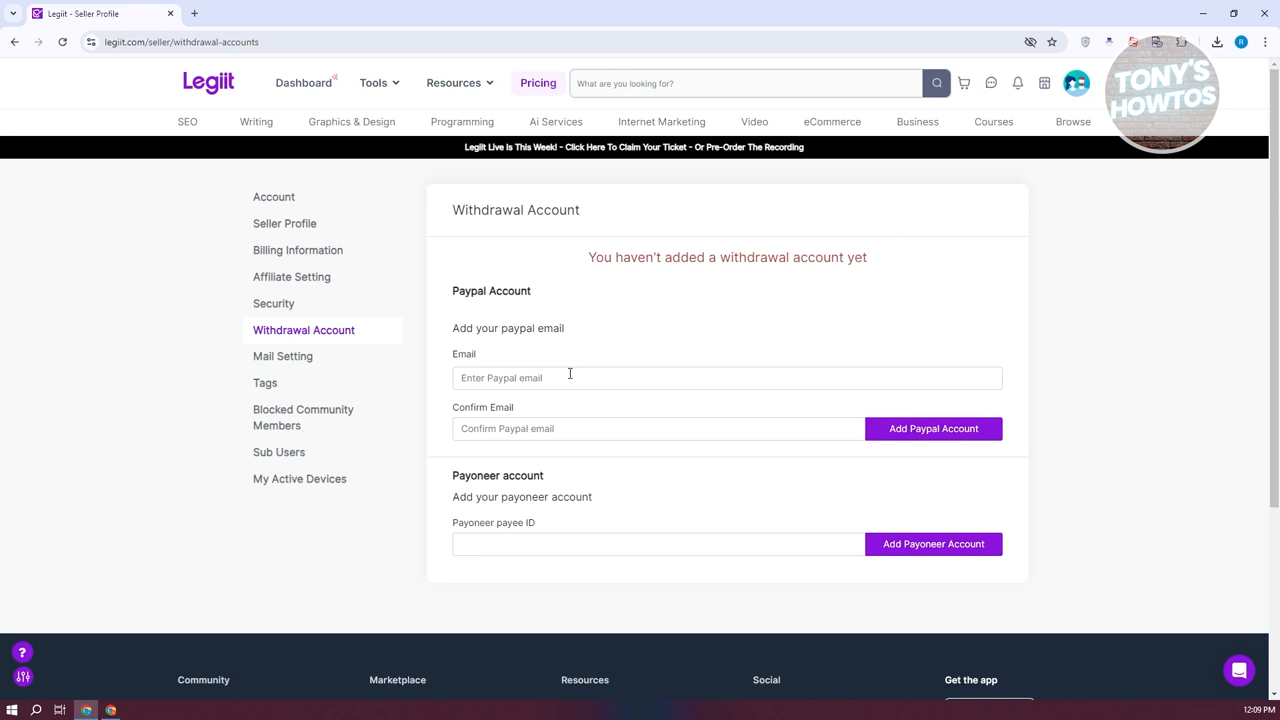 Legiit - Seller Profile
legiit.com/seller/withdrawal-accounts
R
Legiit
Dashboard
Tools
Resources
Pricing
What are you looking for?
TONY'S
HOWTOS
SEO
Writing
Graphics & Design
Programming
Ai Services
Internet Marketing
Video
eCommerce
Business
Courses
Browse
Legiit Live Is This Week! - Click Here To Claim Your Ticket - Or Pre-Order The Recording
Account
Seller Profile
Billing Information
Affiliate Setting
Security
Withdrawal Account
Mail Setting
Tags
Blocked Community
Members
Sub Users
My Active Devices
Withdrawal Account
You haven't added a withdrawal account yet
Paypal Account
Add your paypal email
Email
Enter Paypal email
Confirm Email
Confirm Paypal email
Add Paypal Account
Payoneer account
Add your payoneer account
Payoneer payee ID
Add Payoneer Account
?
Community
Marketplace
Resources
Social
Get the app
12:09 PM